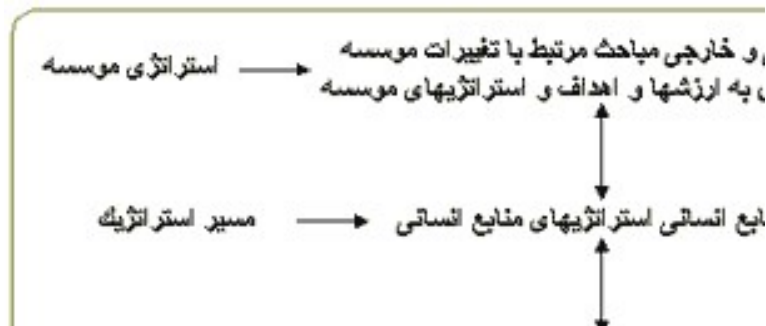 و خارجی مباحث مرتبط با تغییرات موسسه
استراتژی موسسه
به ارزشها و اهداف و استراتژیهای موسسه
انسانی استراتژیهای منابع انسانی
مسیر استراتژیک